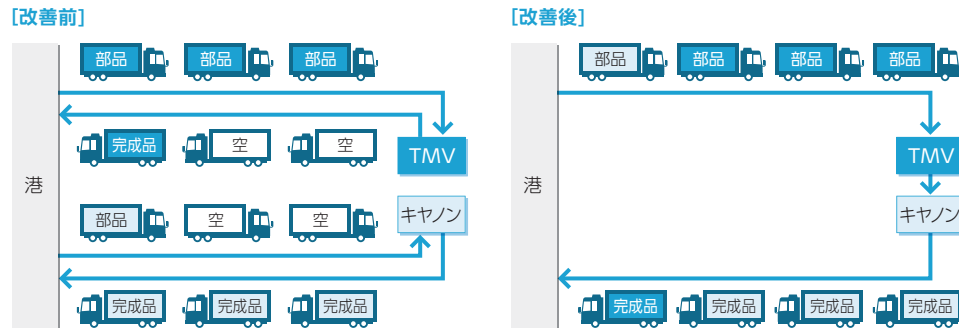 [改善前]
部品 部品 部品
完成品 空 空
TMV
港
部品 空 空
キヤノン
完成品 完成品 完成品
[改善後]
部品 部品 部品 部品
TMV
港
キヤノン
完成品 完成品 完成品 完成品